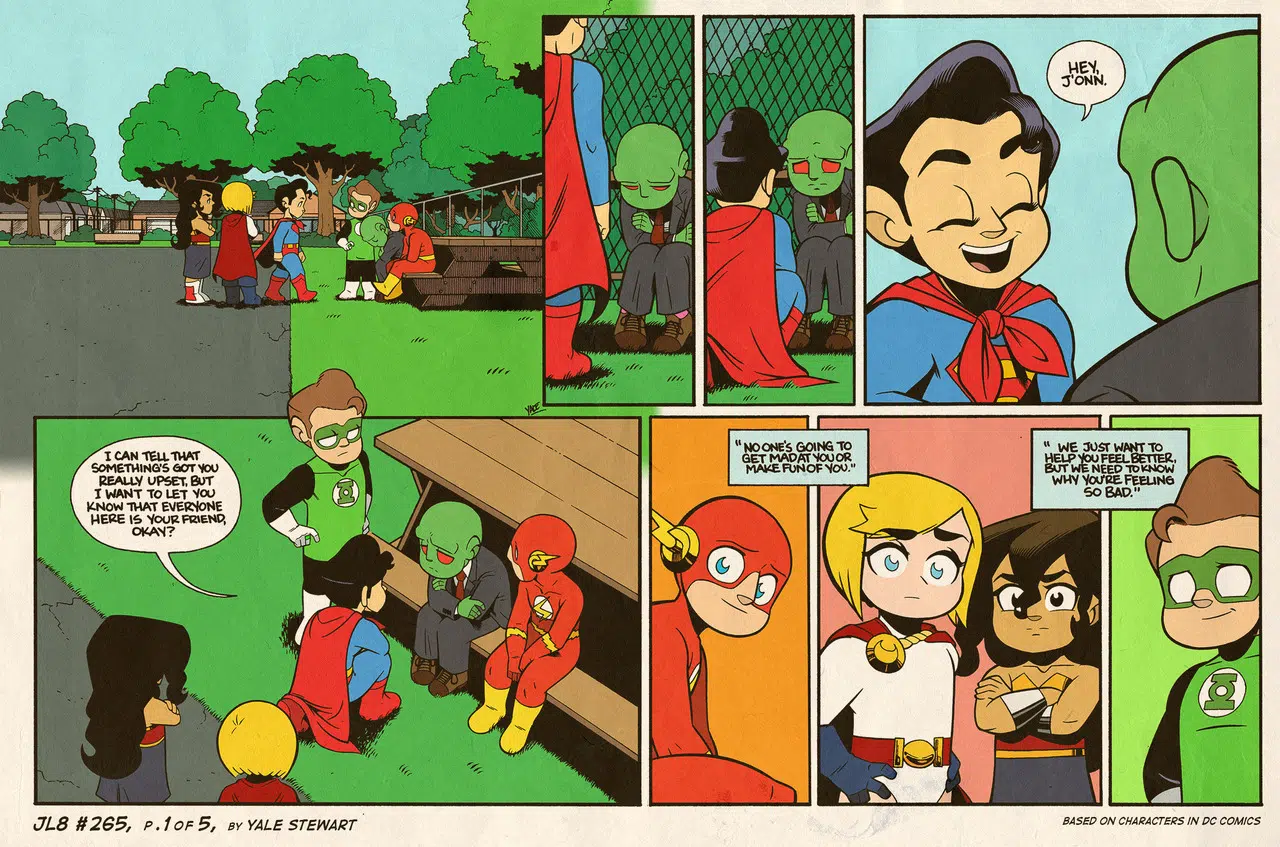 HEY,
J'ONN.
YALE
I CAN TELL THAT
SOMETHING'S GOT YOU
REALLY UPSET, BUT
I WANT TO LET YOU
KNOW THAT EVERYONE
HERE IS YOUR FRIEND,
OKAY?
"NO ONE'S GOING TO
GET MAD AT YOU OR
MAKE FUN OF YOU."
"WE JUST WANT TO
HELP YOU FEEL BETTER,
BUT WE NEED TO KNOW
WHY YOU'RE FEELING
SO BAD."
JL8 #265, P.1 OF 5, BY YALE STEWART
BASED ON CHARACTERS IN DC COMICS